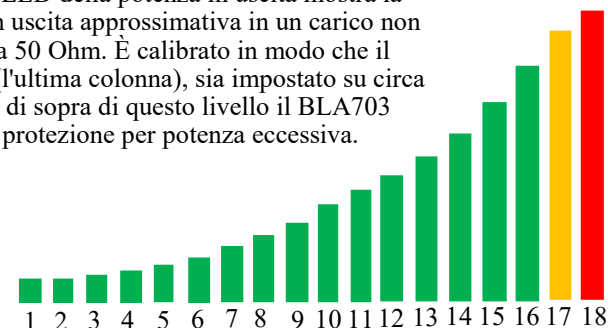 LED della potenza in uscita mostra la
uscita approssimativa in un carico non
a 50 Ohm. È calibrato in modo che il
l'ultima colonna), sia impostato su circa
di sopra di questo livello il BLA703
protezione per potenza eccessiva.
1 2 3 4 5 6 7 8 9 10 11 12 13 14 15 16 17 18